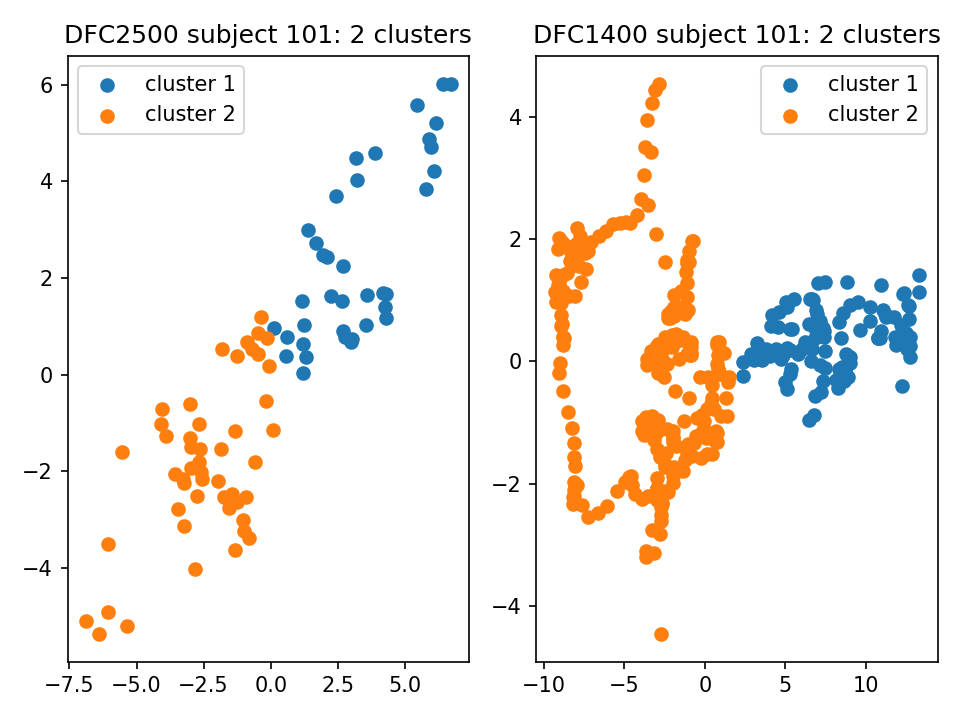 DFC2500 subject 101: 2 clusters
cluster 1
cluster 2
6
4
2
0
−2
−4
−7.5 −5.0 −2.5 0.0 2.5 5.0
DFC1400 subject 101: 2 clusters
cluster 1
cluster 2
4
2
0
−2
−4
−10 −5 0 5 10